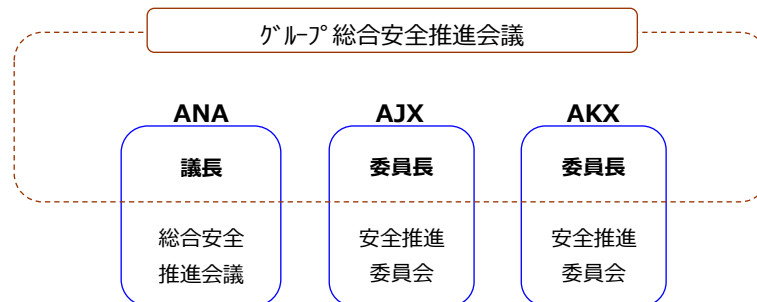 ｸﾞﾙｰﾌﾟ総合安全推進会議
ANA AJX AKX
議長 委員長 委員長
総合安全 安全推進 安全推進
推進会議 委員会 委員会